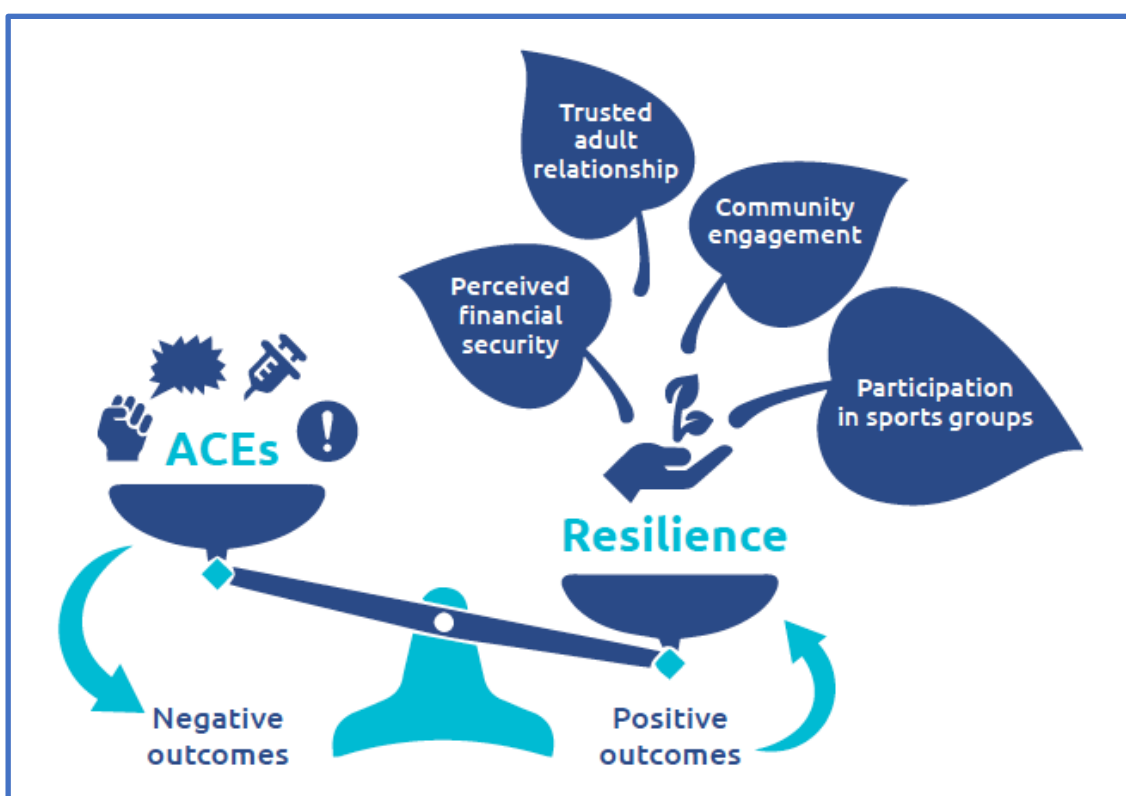 Trusted
adult
relationship
Community
engagement
Perceived
financial
security
Participation
in sports groups
ACEs
Resilience
Negative
outcomes
Positive
outcomes